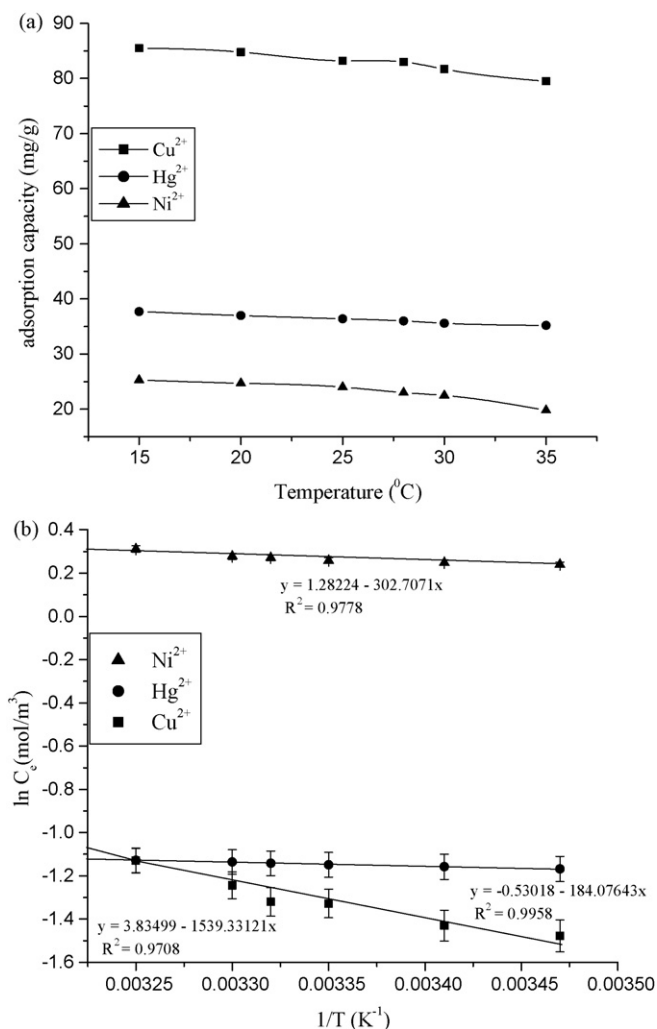 (a)
90
80
70
60
50
40
30
20
adsorption capacity (mg/g)
Cu²⁺
Hg²⁺
Ni²⁺
15 20 25 30 35
Temperature (⁰C)
(b)
0.4
0.2
0.0
-0.2
-0.4
-0.6
-0.8
-1.0
-1.2
-1.4
-1.6
ln Cₑ(mol/m³)
y = 1.28224 - 302.7071x
R² = 0.9778
Ni²⁺
Hg²⁺
Cu²⁺
y = -0.53018 - 184.07643x
R² = 0.9958
y = 3.83499 - 1539.33121x
R² = 0.9708
0.00325 0.00330 0.00335 0.00340 0.00345 0.00350
1/T (K⁻¹)